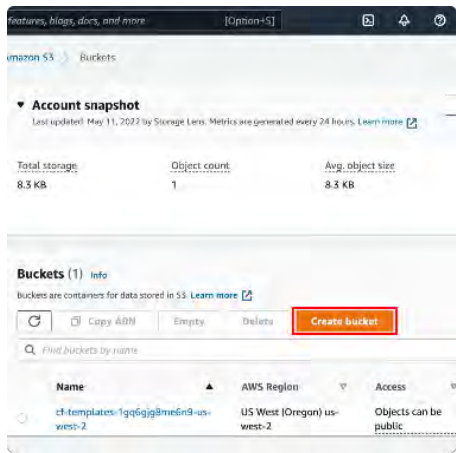 features, blogs, docs, and more [Option+S]
mazon S3 Buckets
Account snapshot
Last updated: May 11, 2022 by Storage Lens. Metrics are generated every 24 hours. Learn more
Total storage Object count Avg. object size
8.3 KB 1 8.3 KB
Buckets (1) Info
Buckets are containers for data stored in S3. Learn more
Copy ARN Empty Delete Create bucket
Find buckets by name
Name AWS Region Access
cf-templates-1gq6gjg8me6n9-us- US West (Oregon) us- Objects can be
west-2 west-2 public